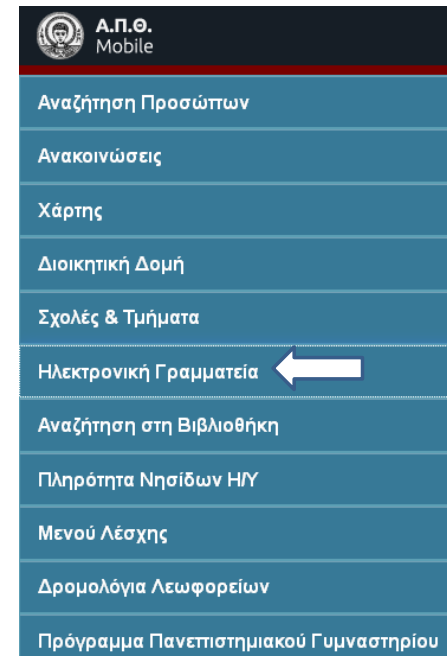 Α.Π.Θ.
Mobile
Αναζήτηση Προσώπων
Ανακοινώσεις
Χάρτης
Διοικητική Δομή
Σχολές & Τμήματα
Ηλεκτρονική Γραμματεία
Αναζήτηση στη Βιβλιοθήκη
Πληρότητα Νησίδων Η/Υ
Μενού Λέσχης
Δρομολόγια Λεωφορείων
Πρόγραμμα Πανεπιστημιακού Γυμναστηρίου